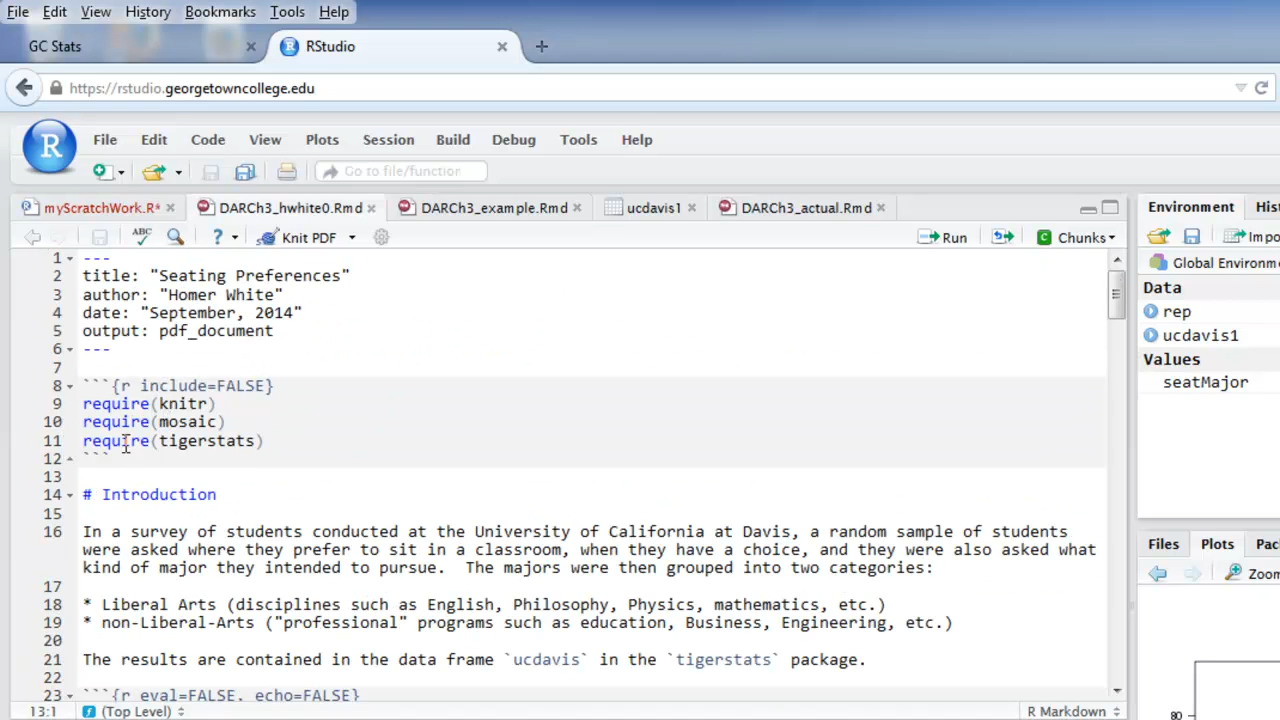 File Edit View History Bookmarks Tools Help
GC Stats × RStudio × +
https://rstudio.georgetowncollege.edu
R File Edit Code View Plots Session Build Debug Tools Help
Go to file/function
myScratchWork.R* × DARCh3_hwhite0.Rmd × DARCh3_example.Rmd × ucdavis1 × DARCh3_actual.Rmd × Environment
ABC ? Knit PDF Run Chunks
Global
Data
rep
ucdavis1
Values
seatMajor
1 ---
2 title: "Seating Preferences"
3 author: "Homer White"
4 date: "September, 2014"
5 output: pdf_document
6 ---
7
8 ```{r include=FALSE}
9 require(knitr)
10 require(mosaic)
11 require(tigerstats)
12 ```
13
14 # Introduction
15
16 In a survey of students conducted at the University of California at Davis, a random sample of students
were asked where they prefer to sit in a classroom, when they have a choice, and they were also asked what
kind of major they intended to pursue.  The majors were then grouped into two categories:
17
18 * Liberal Arts (disciplines such as English, Philosophy, Physics, mathematics, etc.)
19 * non-Liberal-Arts ("professional" programs such as education, Business, Engineering, etc.)
20
21 The results are contained in the data frame `ucdavis` in the `tigerstats` package.
22
23 ```{r eval=FALSE, echo=FALSE}
13:1 (Top Level) R Markdown
Files Plots
80